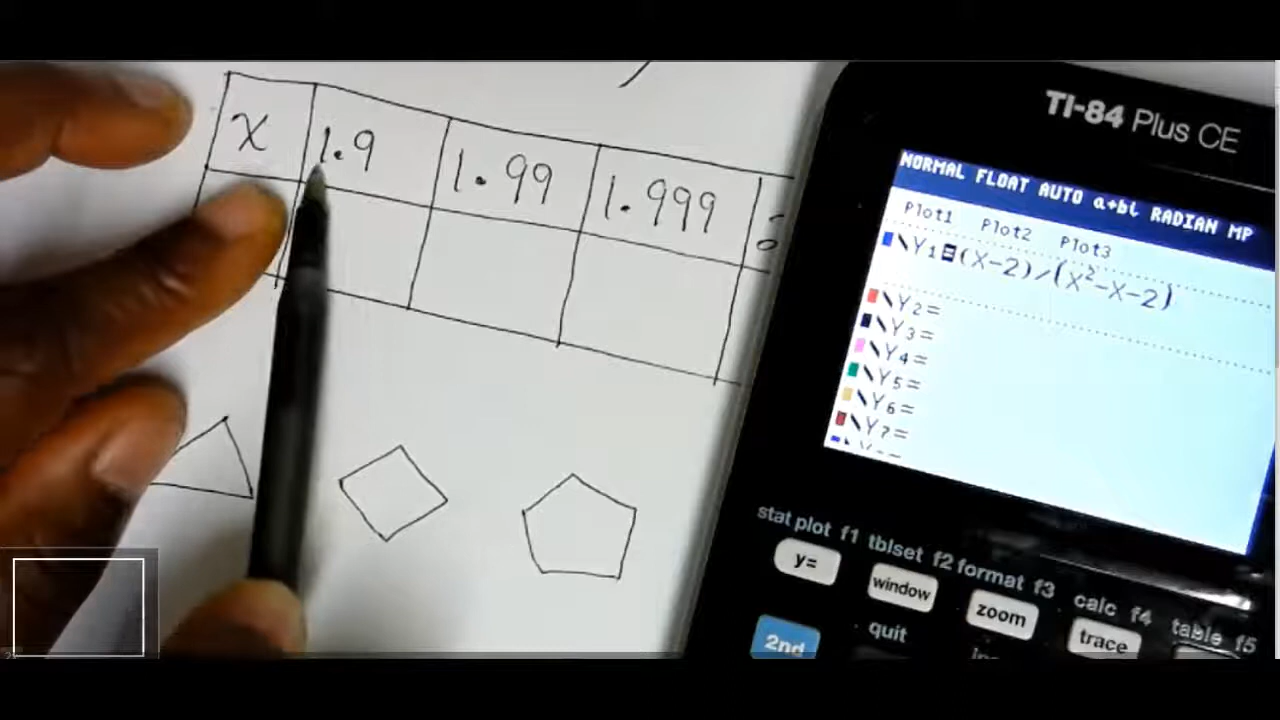 x 1.9 1.99 1.999
TI-84 Plus CE
NORMAL FLOAT AUTO a+bi RADIAN MP
Plot1 Plot2 Plot3
\Y1=(X-2)/(X²-X-2)
\Y2=
\Y3=
\Y4=
\Y5=
\Y6=
\Y7=
stat plot f1 tblset f2 format f3 calc f4 table f5
y= window zoom trace
2nd quit